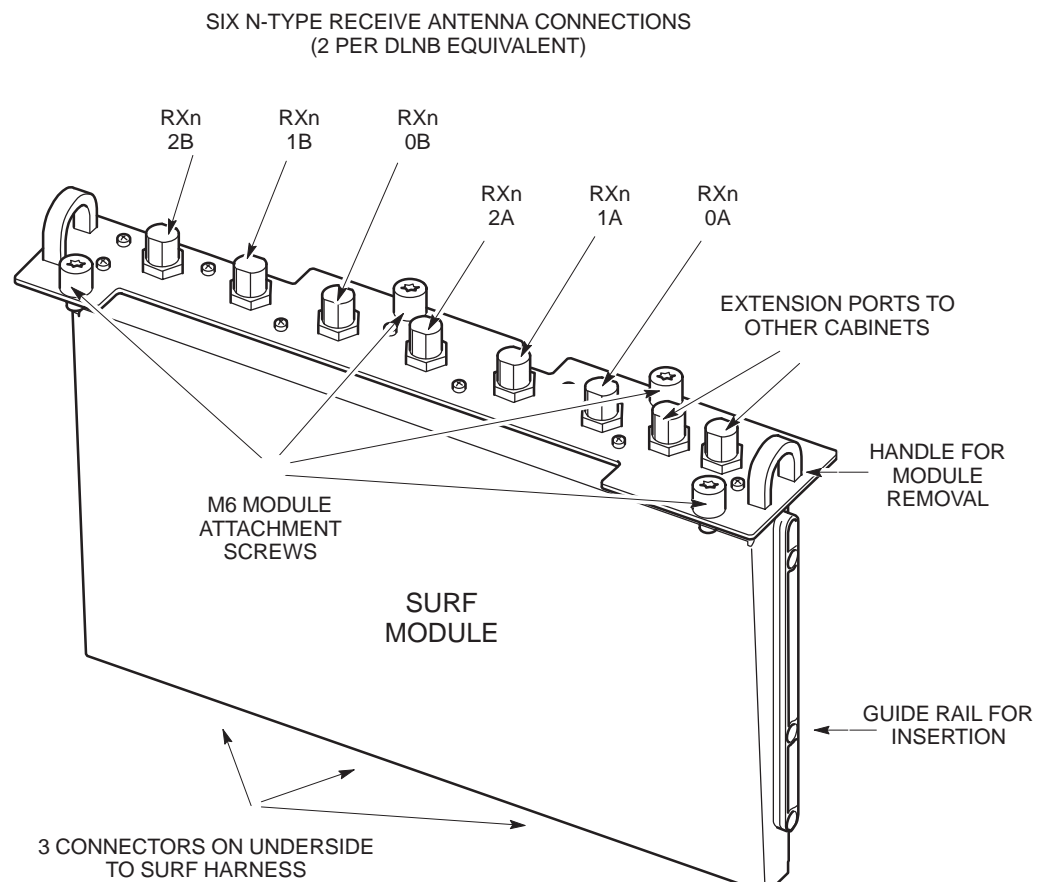 SIX N-TYPE RECEIVE ANTENNA CONNECTIONS
(2 PER DLNB EQUIVALENT)
RXn
2B
RXn
1B
RXn
0B
RXn
2A
RXn
1A
RXn
0A
EXTENSION PORTS TO
OTHER CABINETS
HANDLE FOR
MODULE
REMOVAL
M6 MODULE
ATTACHMENT
SCREWS
SURF
MODULE
GUIDE RAIL FOR
INSERTION
3 CONNECTORS ON UNDERSIDE
TO SURF HARNESS